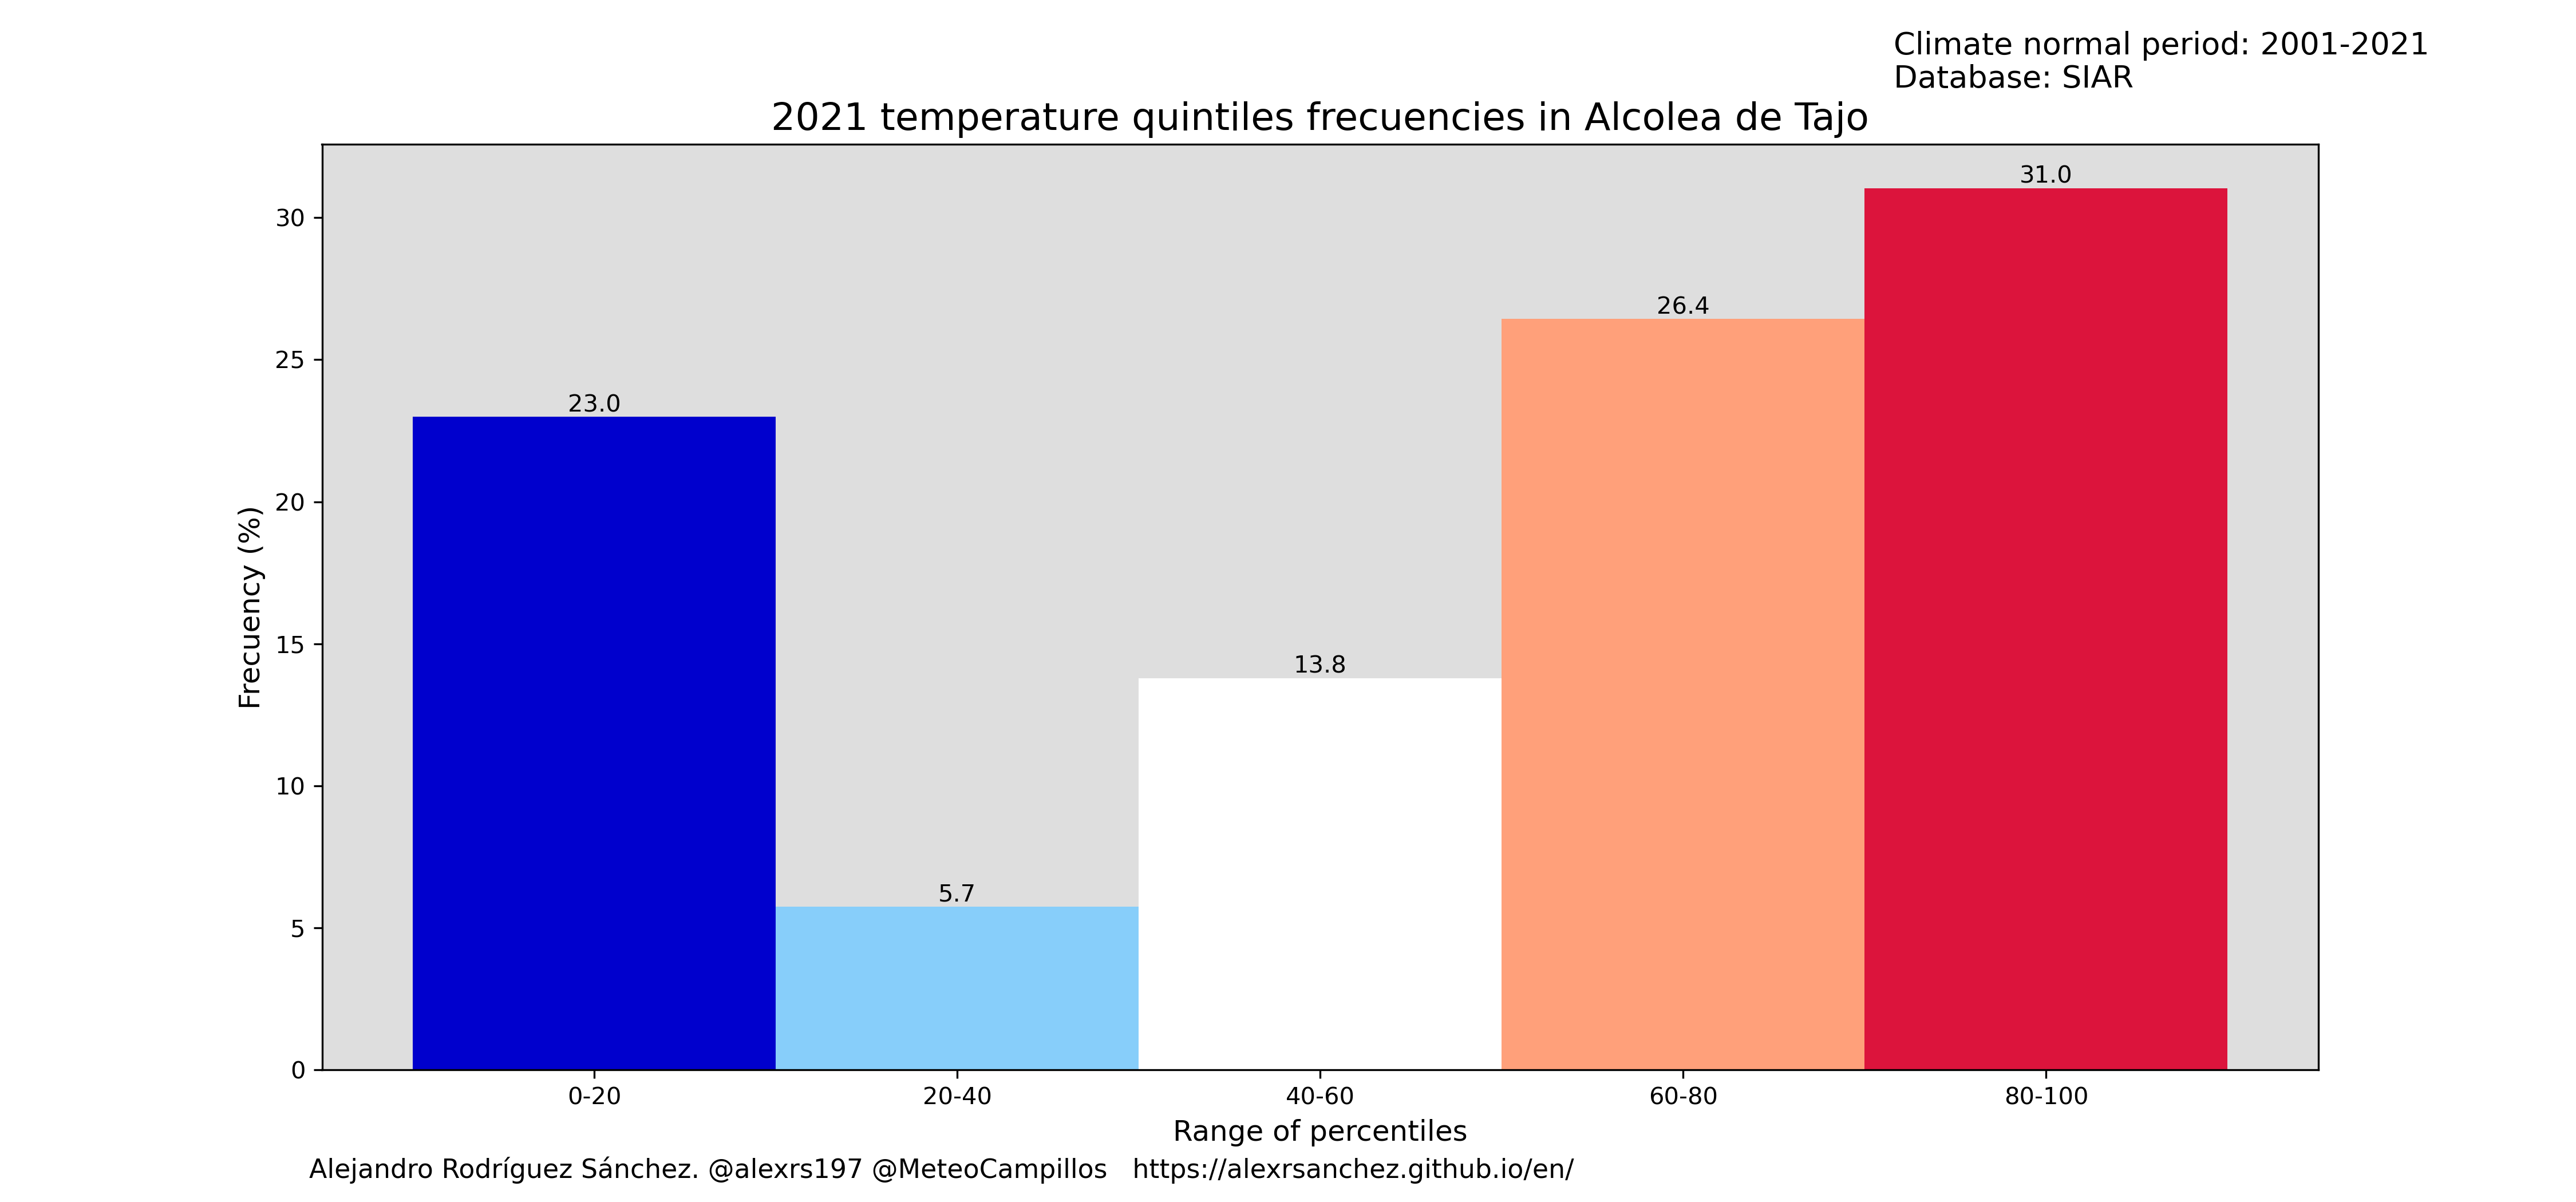 Climate normal period: 2001-2021
Database: SIAR
2021 temperature quintiles frecuencies in Alcolea de Tajo
31.0
30
26.4
25
23.0
20
Frecuency (%)
15
13.8
10
5.7
5
0
0-20 20-40 40-60 60-80 80-100
Range of percentiles
Alejandro Rodríguez Sánchez. @alexrs197 @MeteoCampillos https://alexrsanchez.github.io/en/